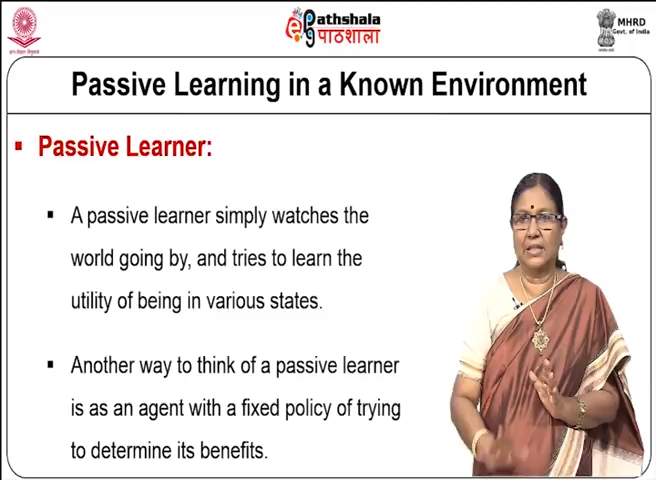 ePathshala
पाठशाला
MHRD
Govt. of India
Passive Learning in a Known Environment
Passive Learner:
A passive learner simply watches the
world going by, and tries to learn the
utility of being in various states.
Another way to think of a passive learner
is as an agent with a fixed policy of trying
to determine its benefits.